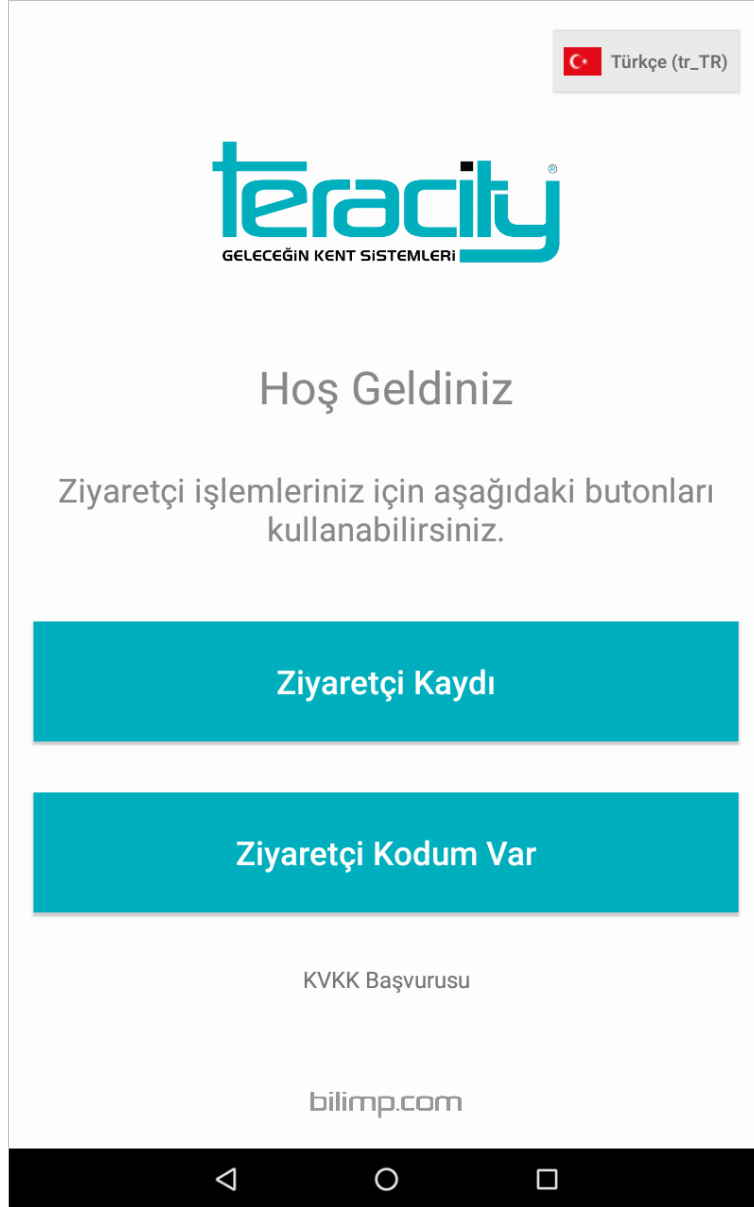 Türkçe (tr_TR)
teracity®
GELECEĞİN KENT SİSTEMLERİ
Hoş Geldiniz
Ziyaretçi işlemleriniz için aşağıdaki butonları
kullanabilirsiniz.
Ziyaretçi Kaydı
Ziyaretçi Kodum Var
KVKK Başvurusu
bilimp.com